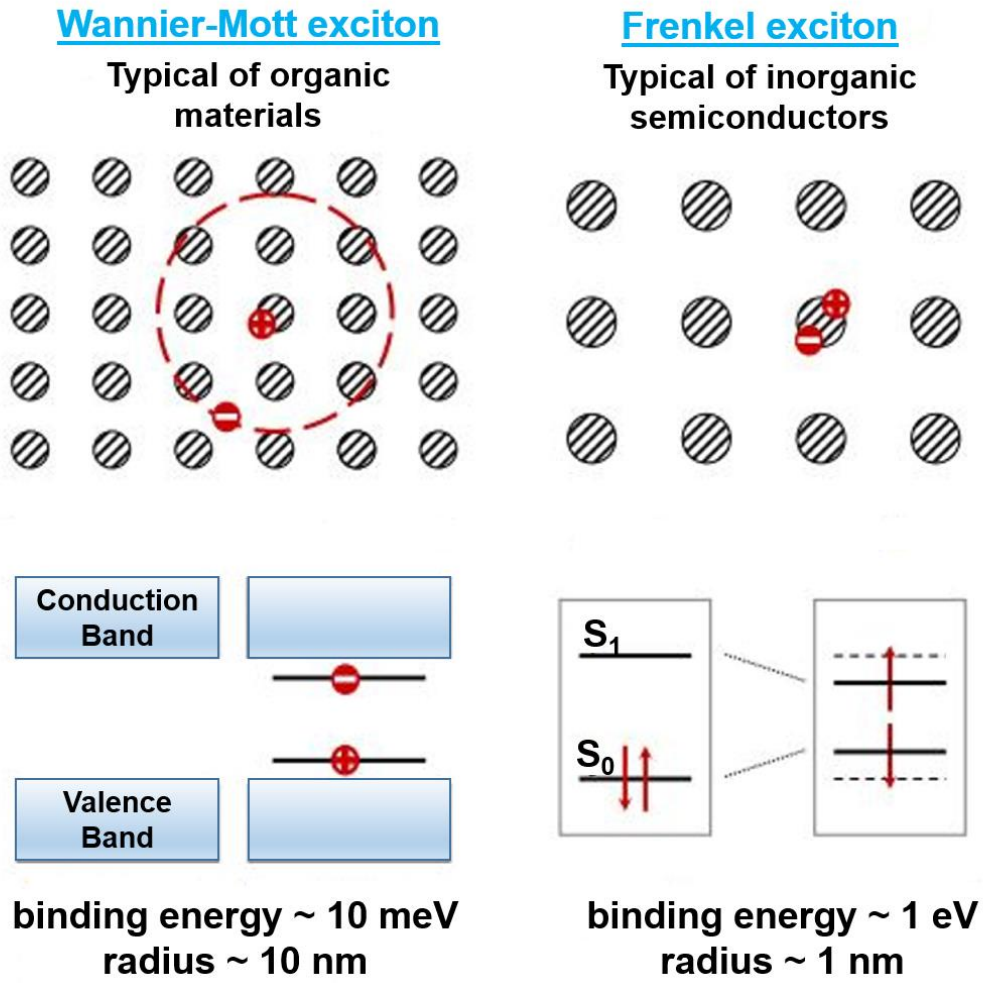 Wannier-Mott exciton
Typical of organic
materials
Frenkel exciton
Typical of inorganic
semiconductors
Conduction
Band
Valence
Band
S₁
S₀
binding energy ~ 10 meV
radius ~ 10 nm
binding energy ~ 1 eV
radius ~ 1 nm